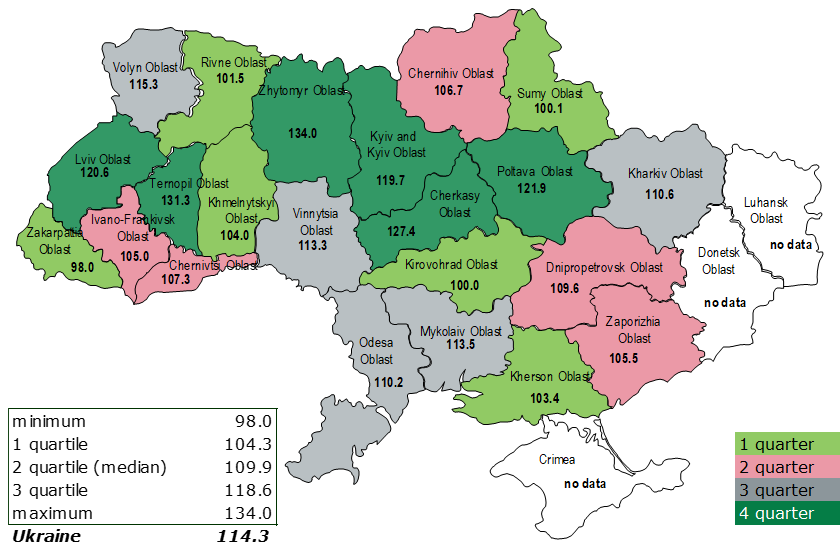 Volyn Oblast
115.3
Rivne Oblast
101.5
Zhytomyr Oblast
134.0
Chernihiv Oblast
106.7
Sumy Oblast
100.1
Kyiv and
Kyiv Oblast
119.7
Lviv Oblast
120.6
Ternopil Oblast
131.3
Khmelnytskyi
Oblast
104.0
Vinnytsia
Oblast
113.3
Cherkasy
Oblast
127.4
Poltava Oblast
121.9
Kharkiv Oblast
110.6
Luhansk
Oblast
no data
Donetsk
Oblast
no data
Zakarpattia
Oblast
98.0
Ivano-Frankivsk
Oblast
105.0
Chernivtsi Oblast
107.3
Kirovohrad Oblast
100.0
Dnipropetrovsk Oblast
109.6
Zaporizhia
Oblast
105.5
Odesa
Oblast
110.2
Mykolaiv Oblast
113.5
Kherson Oblast
103.4
Crimea
no data
minimum 98.0
1 quartile 104.3
2 quartile (median) 109.9
3 quartile 118.6
maximum 134.0
Ukraine 114.3
1 quarter
2 quarter
3 quarter
4 quarter